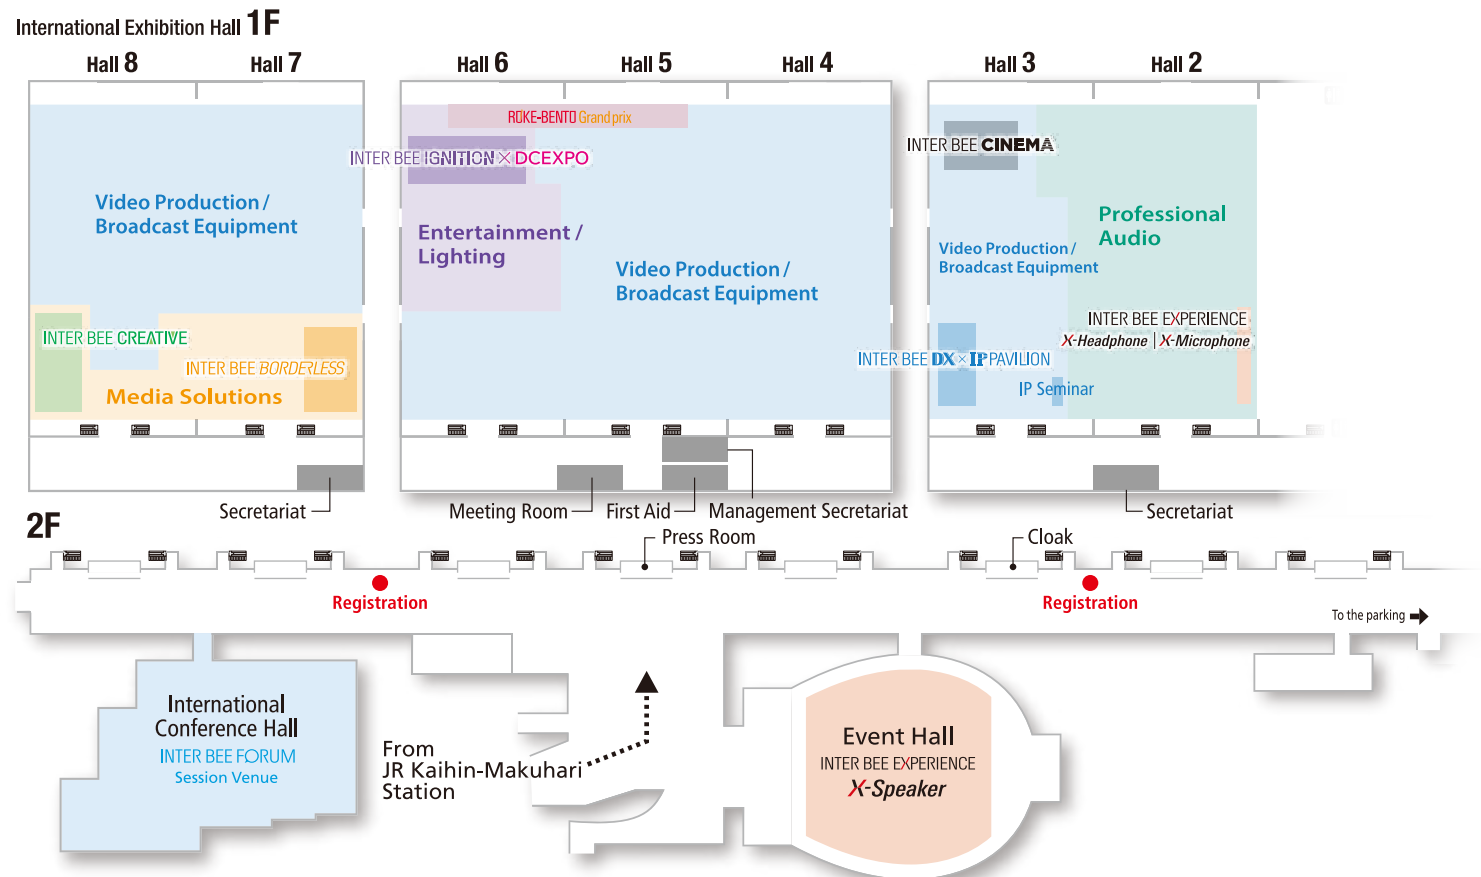 International Exhibition Hall 1F
Hall 8
Hall 7
Hall 6
Hall 5
Hall 4
Hall 3
Hall 2
ROKE-BENTO Grand prix
INTER BEE IGNITION × DCEXPO
INTER BEE CINEMA
Video Production /
Broadcast Equipment
Entertainment /
Lighting
Video Production /
Broadcast Equipment
Professional
Audio
Video Production /
Broadcast Equipment
INTER BEE CREATIVE
INTER BEE BORDERLESS
Media Solutions
INTER BEE EXPERIENCE
X-Headphone | X-Microphone
INTER BEE DX × IP PAVILION
IP Seminar
Secretariat
Meeting Room
First Aid
Management Secretariat
Secretariat
2F
Press Room
Cloak
Registration
Registration
To the parking
International
Conference Hall
INTER BEE FORUM
Session Venue
From
JR Kaihin-Makuhari
Station
Event Hall
INTER BEE EXPERIENCE
X-Speaker